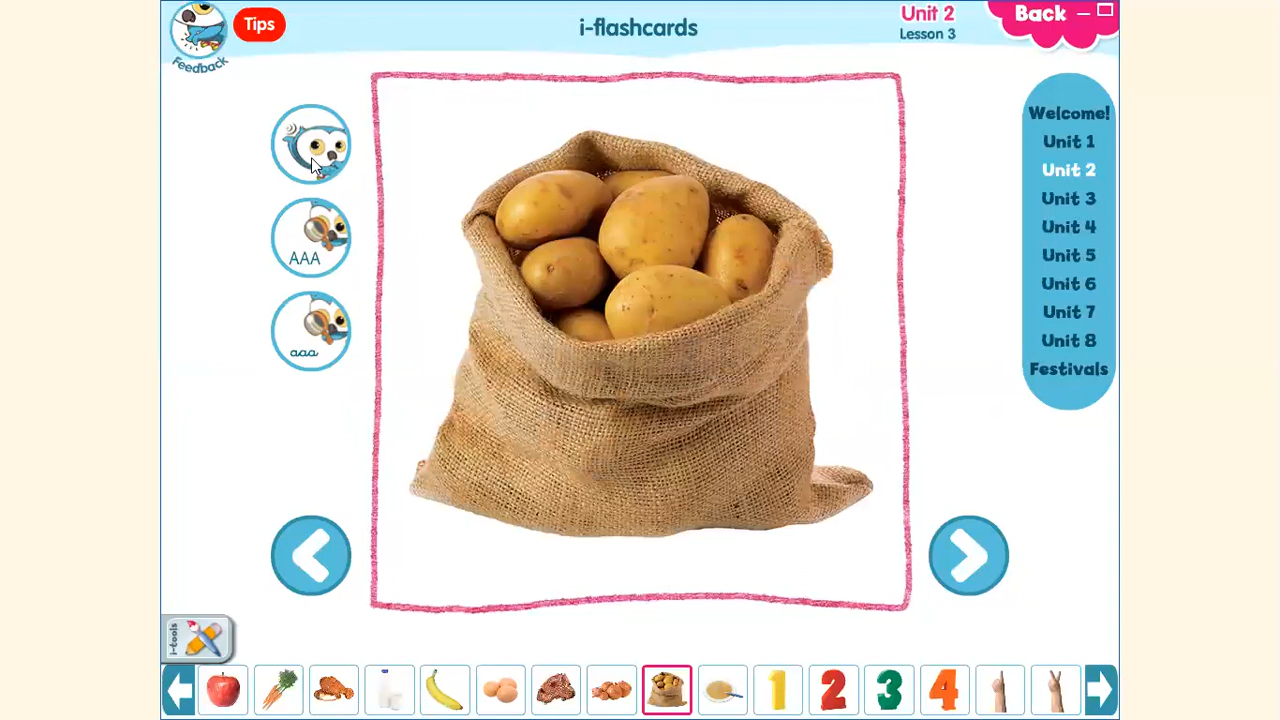 Feedback
Tips
i-flashcards
Unit 2
Lesson 3
Back
AAA
aaa
Welcome!
Unit 1
Unit 2
Unit 3
Unit 4
Unit 5
Unit 6
Unit 7
Unit 8
Festivals
i-tools
1 2 3 4